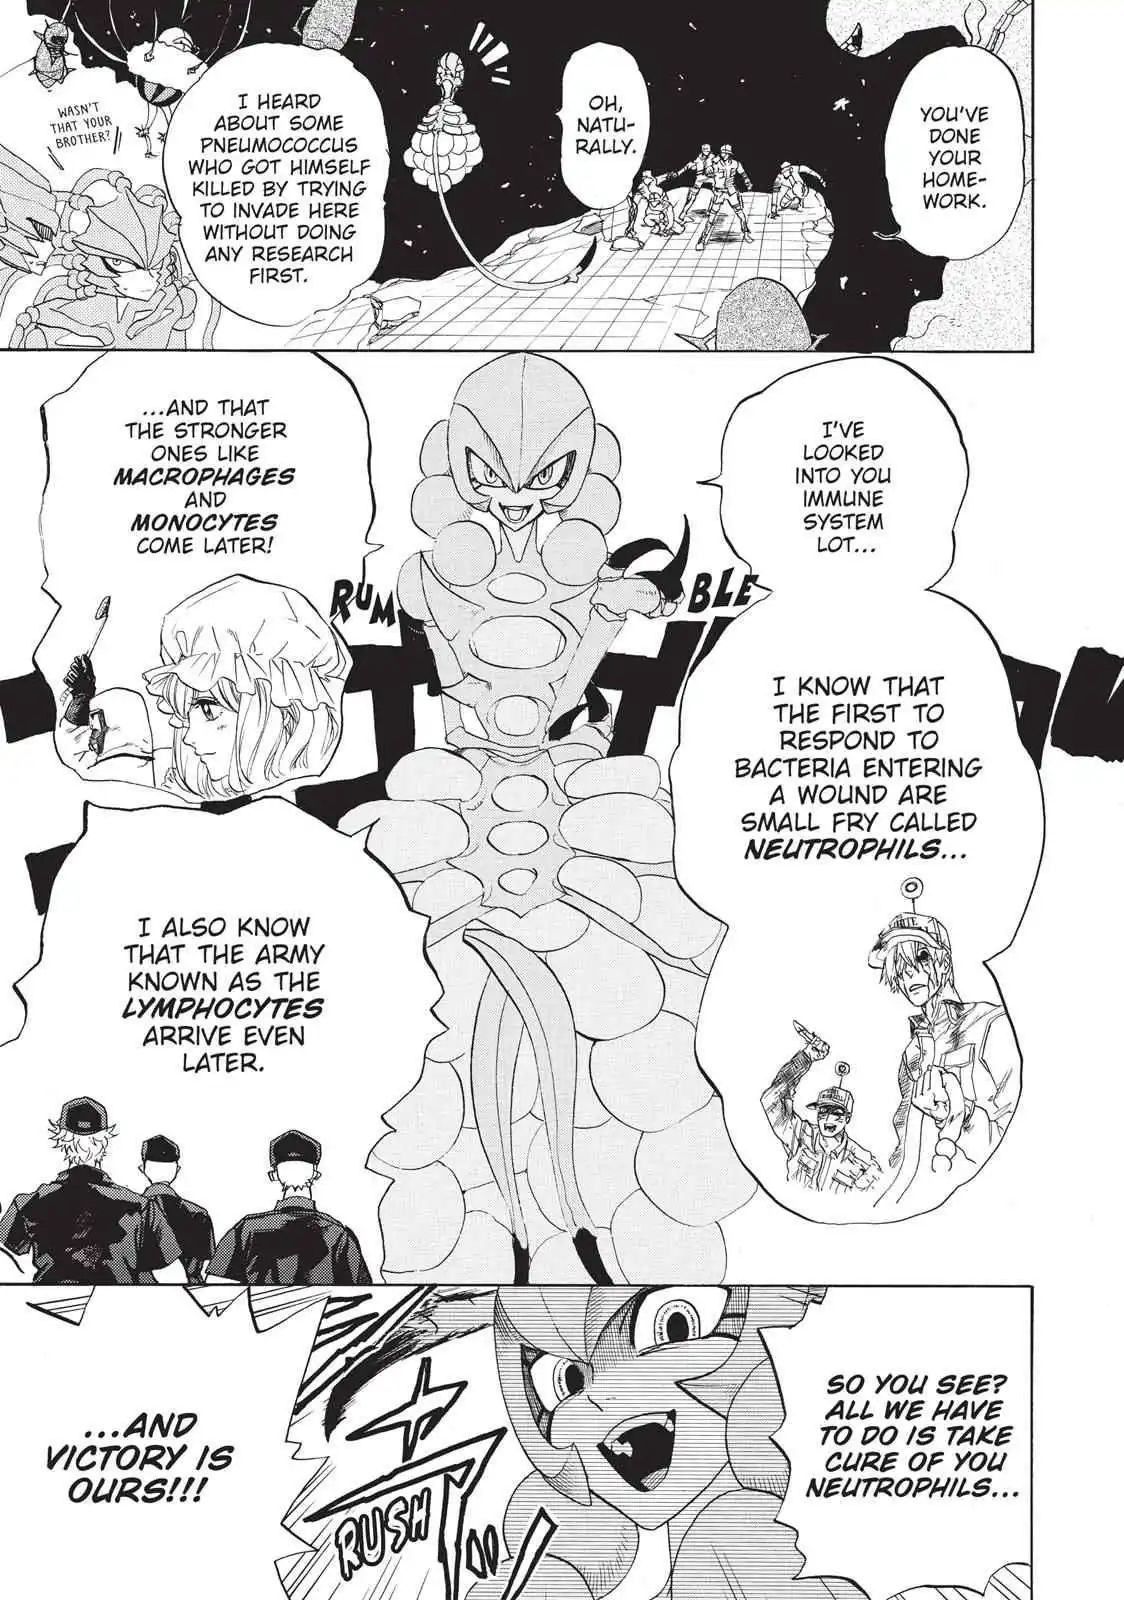 YOU'VE
DONE
YOUR
HOME-
WORK.
OH,
NATU-
RALLY.
I HEARD
ABOUT SOME
PNEUMOCOCCUS
WHO GOT HIMSELF
KILLED BY TRYING
TO INVADE HERE
WITHOUT DOING
ANY RESEARCH
FIRST.
WASN'T
THAT YOUR
BROTHER?
I'VE
LOOKED
INTO YOU
IMMUNE
SYSTEM
LOT...
I KNOW THAT
THE FIRST TO
RESPOND TO
BACTERIA ENTERING
A WOUND ARE
SMALL FRY CALLED
NEUTROPHILS...
RUM
BLE
...AND THAT
THE STRONGER
ONES LIKE
MACROPHAGES
AND
MONOCYTES
COME LATER!
I ALSO KNOW
THAT THE ARMY
KNOWN AS THE
LYMPHOCYTES
ARRIVE EVEN
LATER.
SO YOU SEE?
ALL WE HAVE
TO DO IS TAKE
CURE OF YOU
NEUTROPHILS...
RUSH
...AND
VICTORY IS
OURS!!!